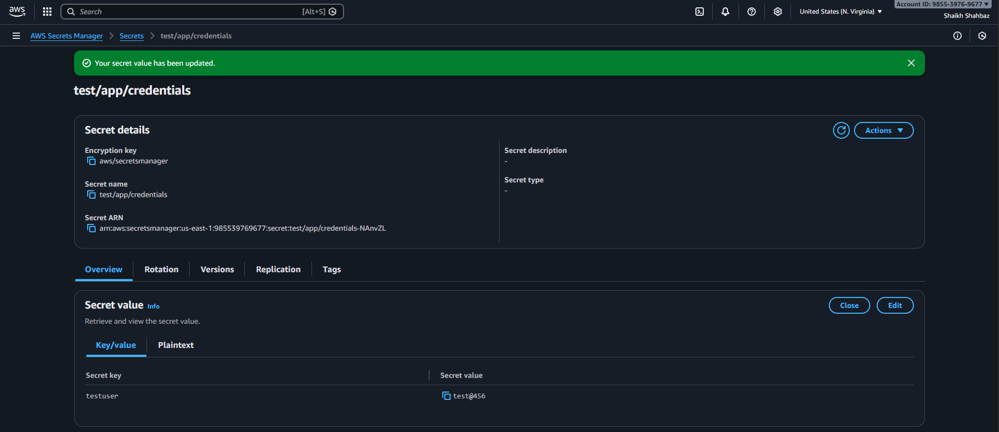 aws
Search
[Alt+S]
United States (N. Virginia)
Account ID: 9855-3976-9677
Shaikh Shahbaz
AWS Secrets Manager
Secrets
test/app/credentials
Your secret value has been updated.
test/app/credentials
Secret details
Actions
Encryption key
aws/secretsmanager
Secret description
-
Secret name
test/app/credentials
Secret type
-
Secret ARN
arn:aws:secretsmanager:us-east-1:985539769677:secret:test/app/credentials-NAnvZL
Overview
Rotation
Versions
Replication
Tags
Secret value Info
Close
Edit
Retrieve and view the secret value.
Key/value
Plaintext
Secret key
Secret value
testuser
test@456